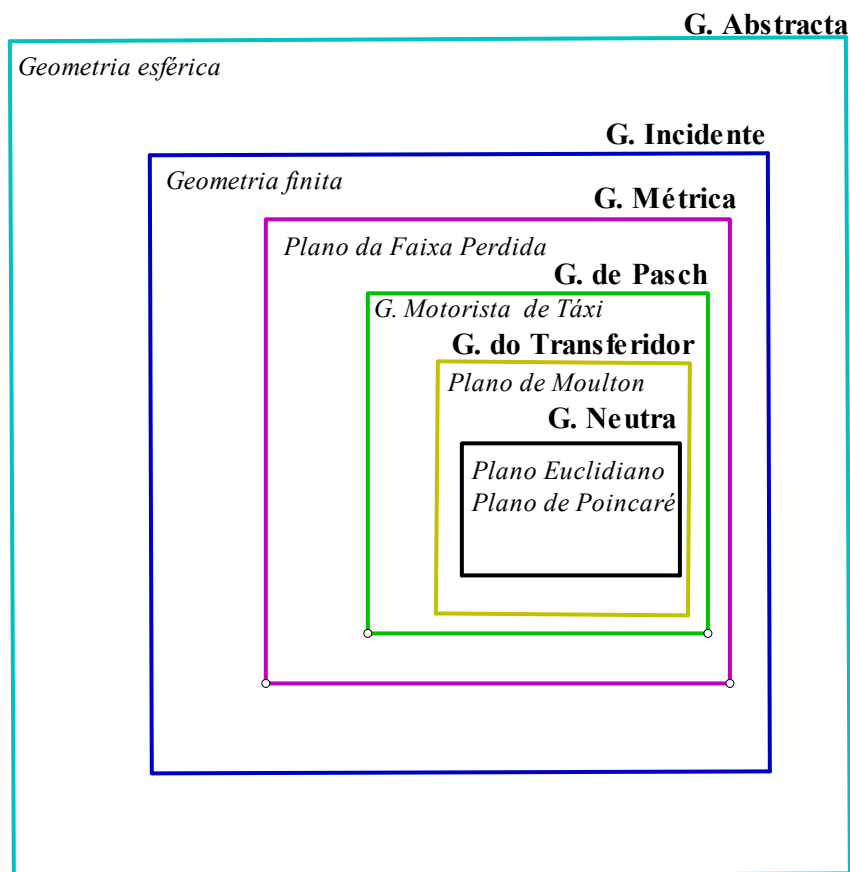 G. Abstracta
Geometria esférica
G. Incidente
Geometria finita
G. Métrica
Plano da Faixa Perdida
G. de Pasch
G. Motorista de Táxi
G. do Transferidor
Plano de Moulton
G. Neutra
Plano Euclidiano
Plano de Poincaré